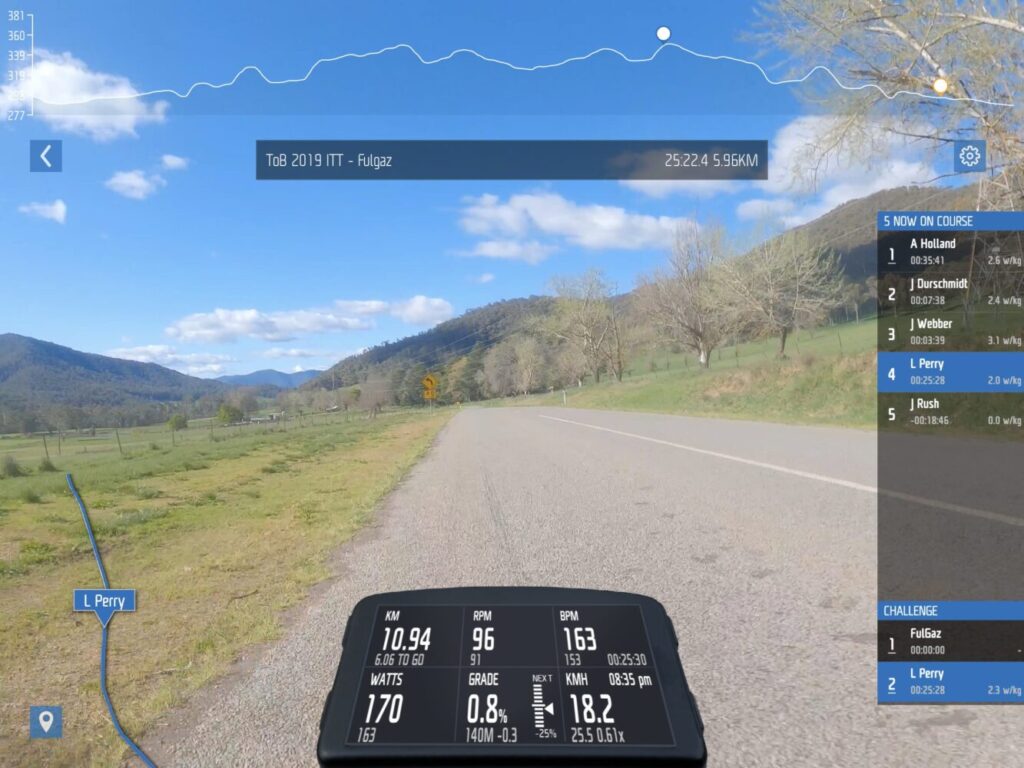 381
360
339
319
298
277
ToB 2019 ITT - Fulgaz 25:22.4 5.96KM
5 NOW ON COURSE
1 A Holland
00:35:41 2.6 w/kg
2 J Durschmidt
00:07:38 2.4 w/kg
3 J Webber
00:03:39 3.1 w/kg
4 L Perry
00:25:28 2.0 w/kg
5 J Rush
-00:18:46 0.0 w/kg
L Perry
CHALLENGE
1 FulGaz
00:00:00 -
2 L Perry
00:25:28 2.3 w/kg
KM RPM BPM
10.94 96 163
6.06 TO GO 91 153 00:25:30
WATTS GRADE NEXT KMH 08:35 pm
170 0.8% 18.2
163 140M -0.3 -25% 25.5 0.61x